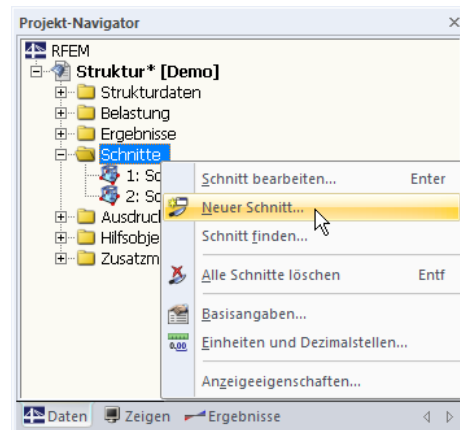 Projekt-Navigator
RFEM
Struktur* [Demo]
Strukturdaten
Belastung
Ergebnisse
Schnitte
1: Sc
2: Sc
Ausdruc
Hilfsobje
Zusatzm
Schnitt bearbeiten... Enter
Neuer Schnitt...
Schnitt finden...
Alle Schnitte löschen Entf
Basisangaben...
0,00 Einheiten und Dezimalstellen...
Anzeigeeigenschaften...
Daten Zeigen Ergebnisse